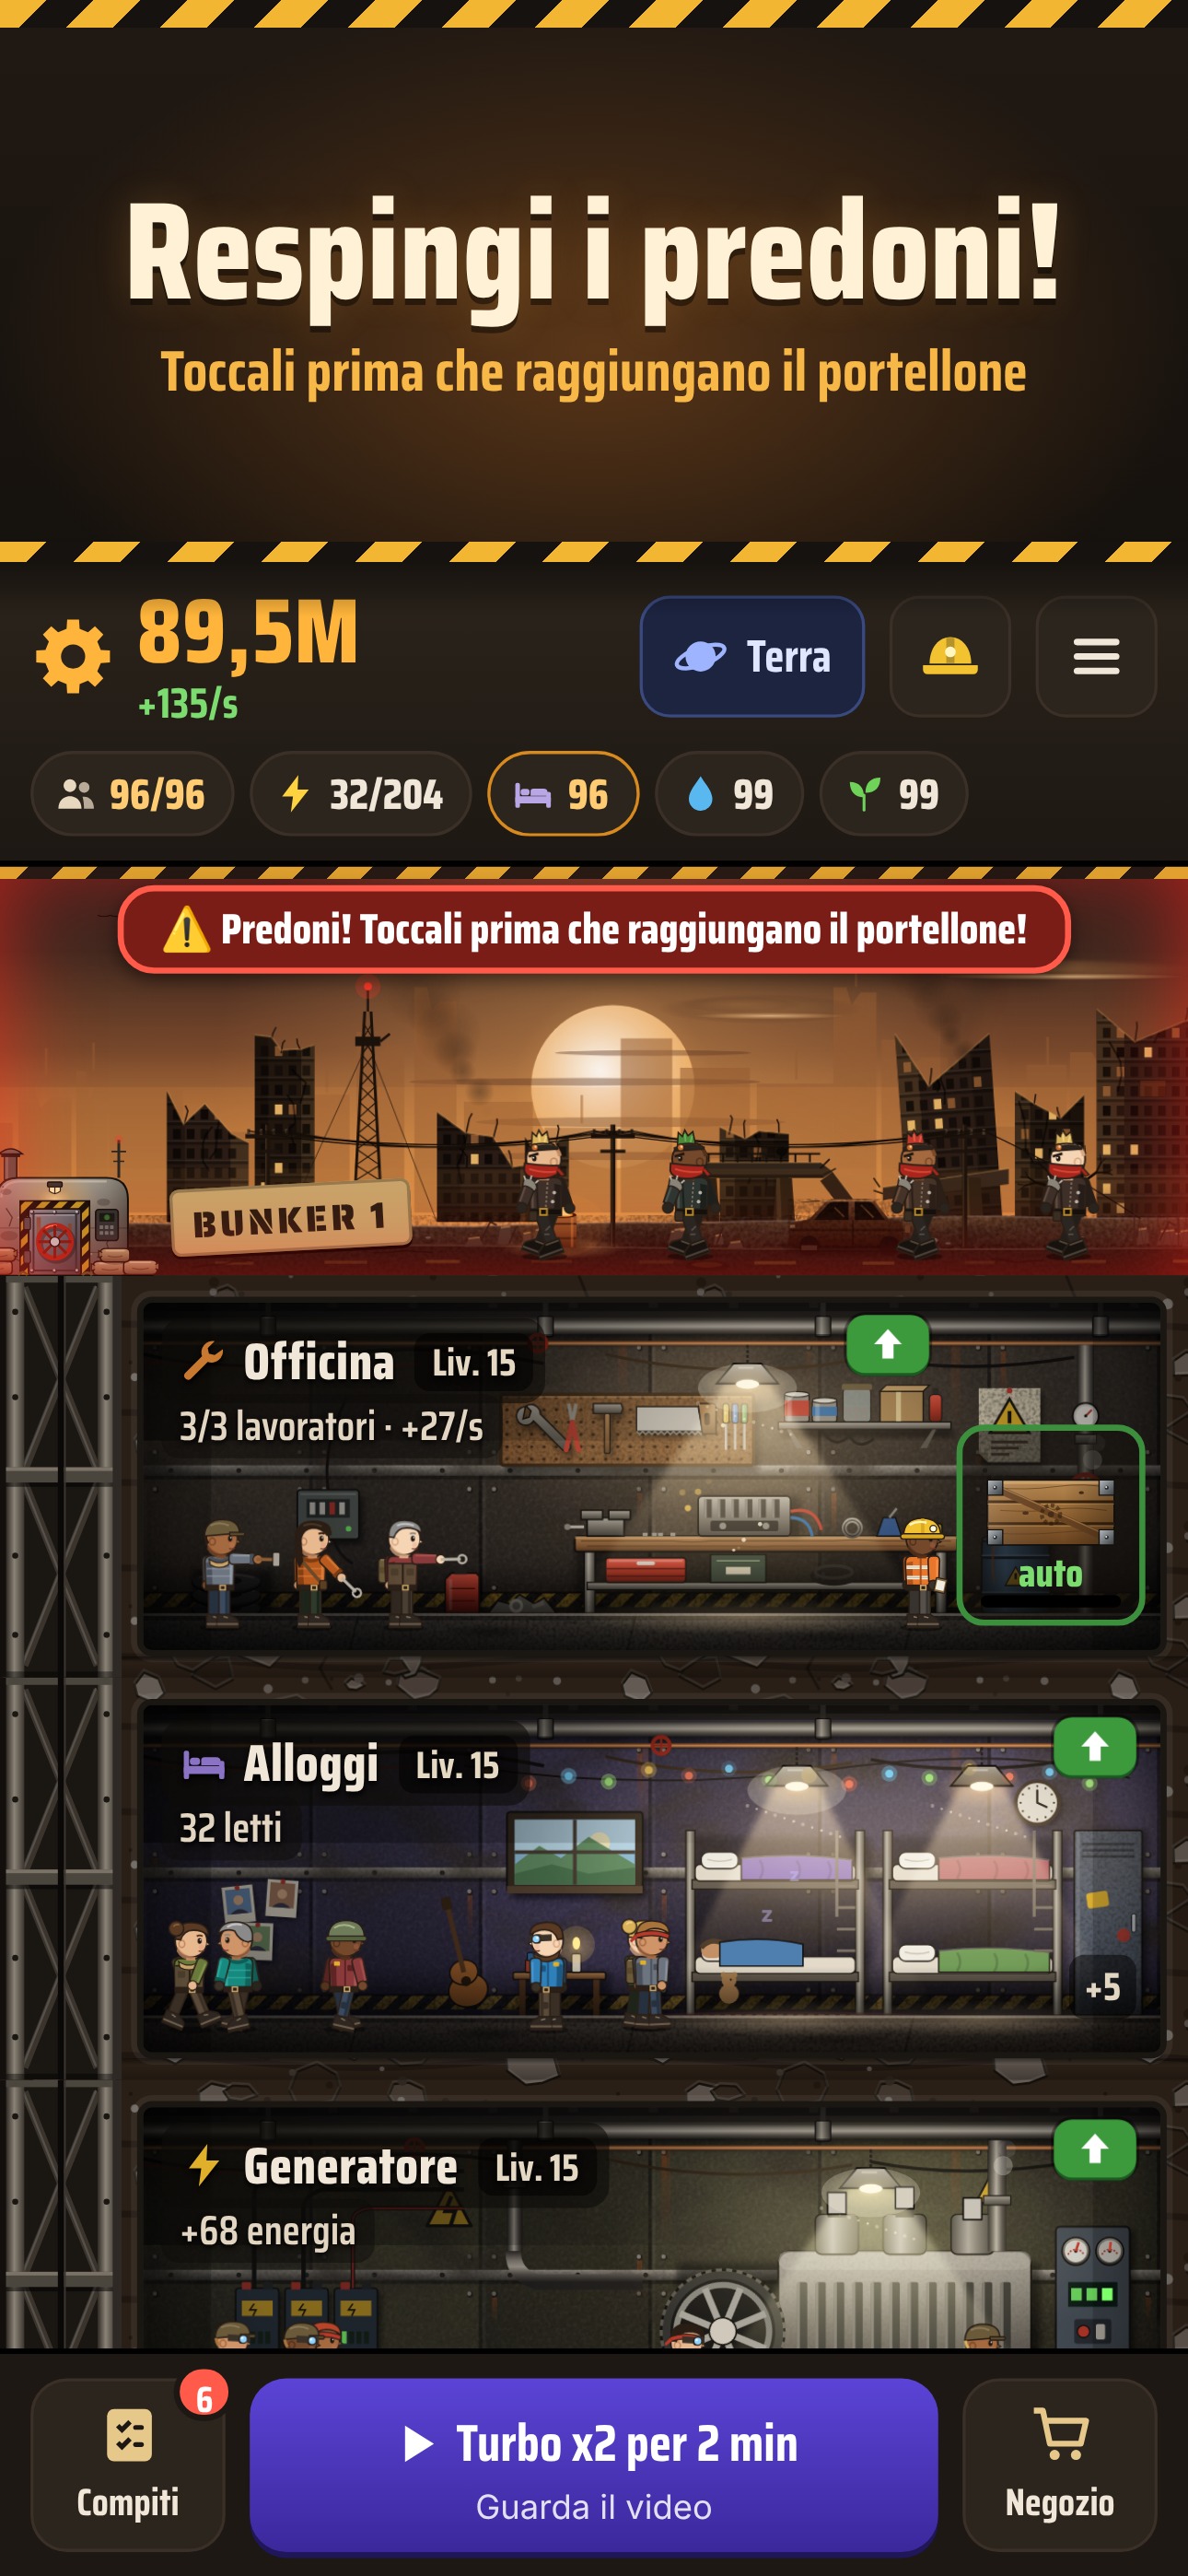 Respingi i predoni!
Toccali prima che raggiungano il portellone
89,5M
+135/s
Terra
96/96
32/204
96
99
99
⚠️ Predoni! Toccali prima che raggiungano il portellone!
BUNKER 1
Officina Liv. 15
3/3 lavoratori · +27/s
auto
Alloggi Liv. 15
32 letti
z
z
+5
Generatore Liv. 15
+68 energia
6
Compiti
Turbo x2 per 2 min
Guarda il video
Negozio